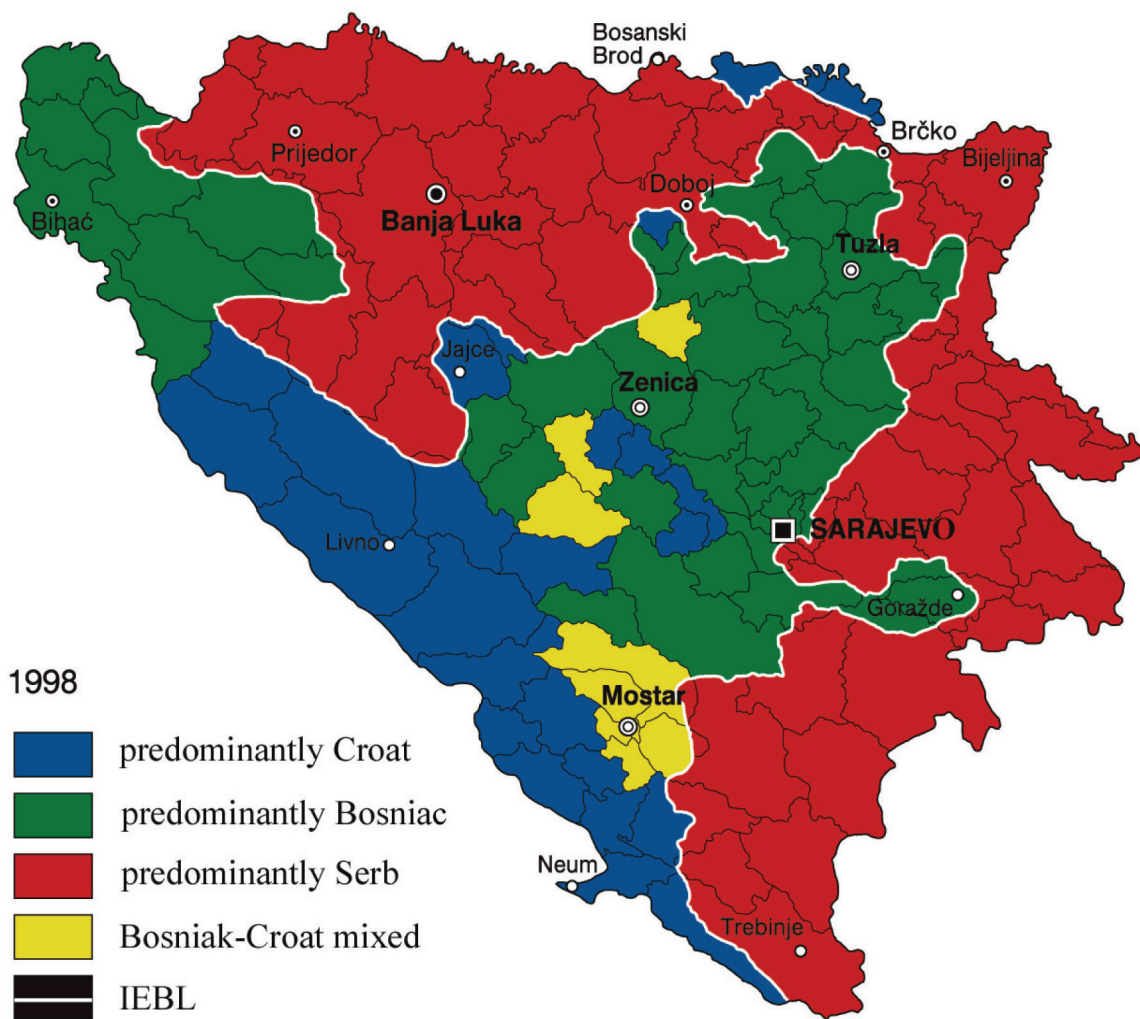 Bosanski
Brod
Brčko
Prijedor
Bijeljina
Doboj
Bihać
Banja Luka
Tuzla
Jajce
Zenica
SARAJEVO
Livno
Goražde
1998
Mostar
predominantly Croat
predominantly Bosniac
Neum
predominantly Serb
Trebinje
Bosniak-Croat mixed
IEBL